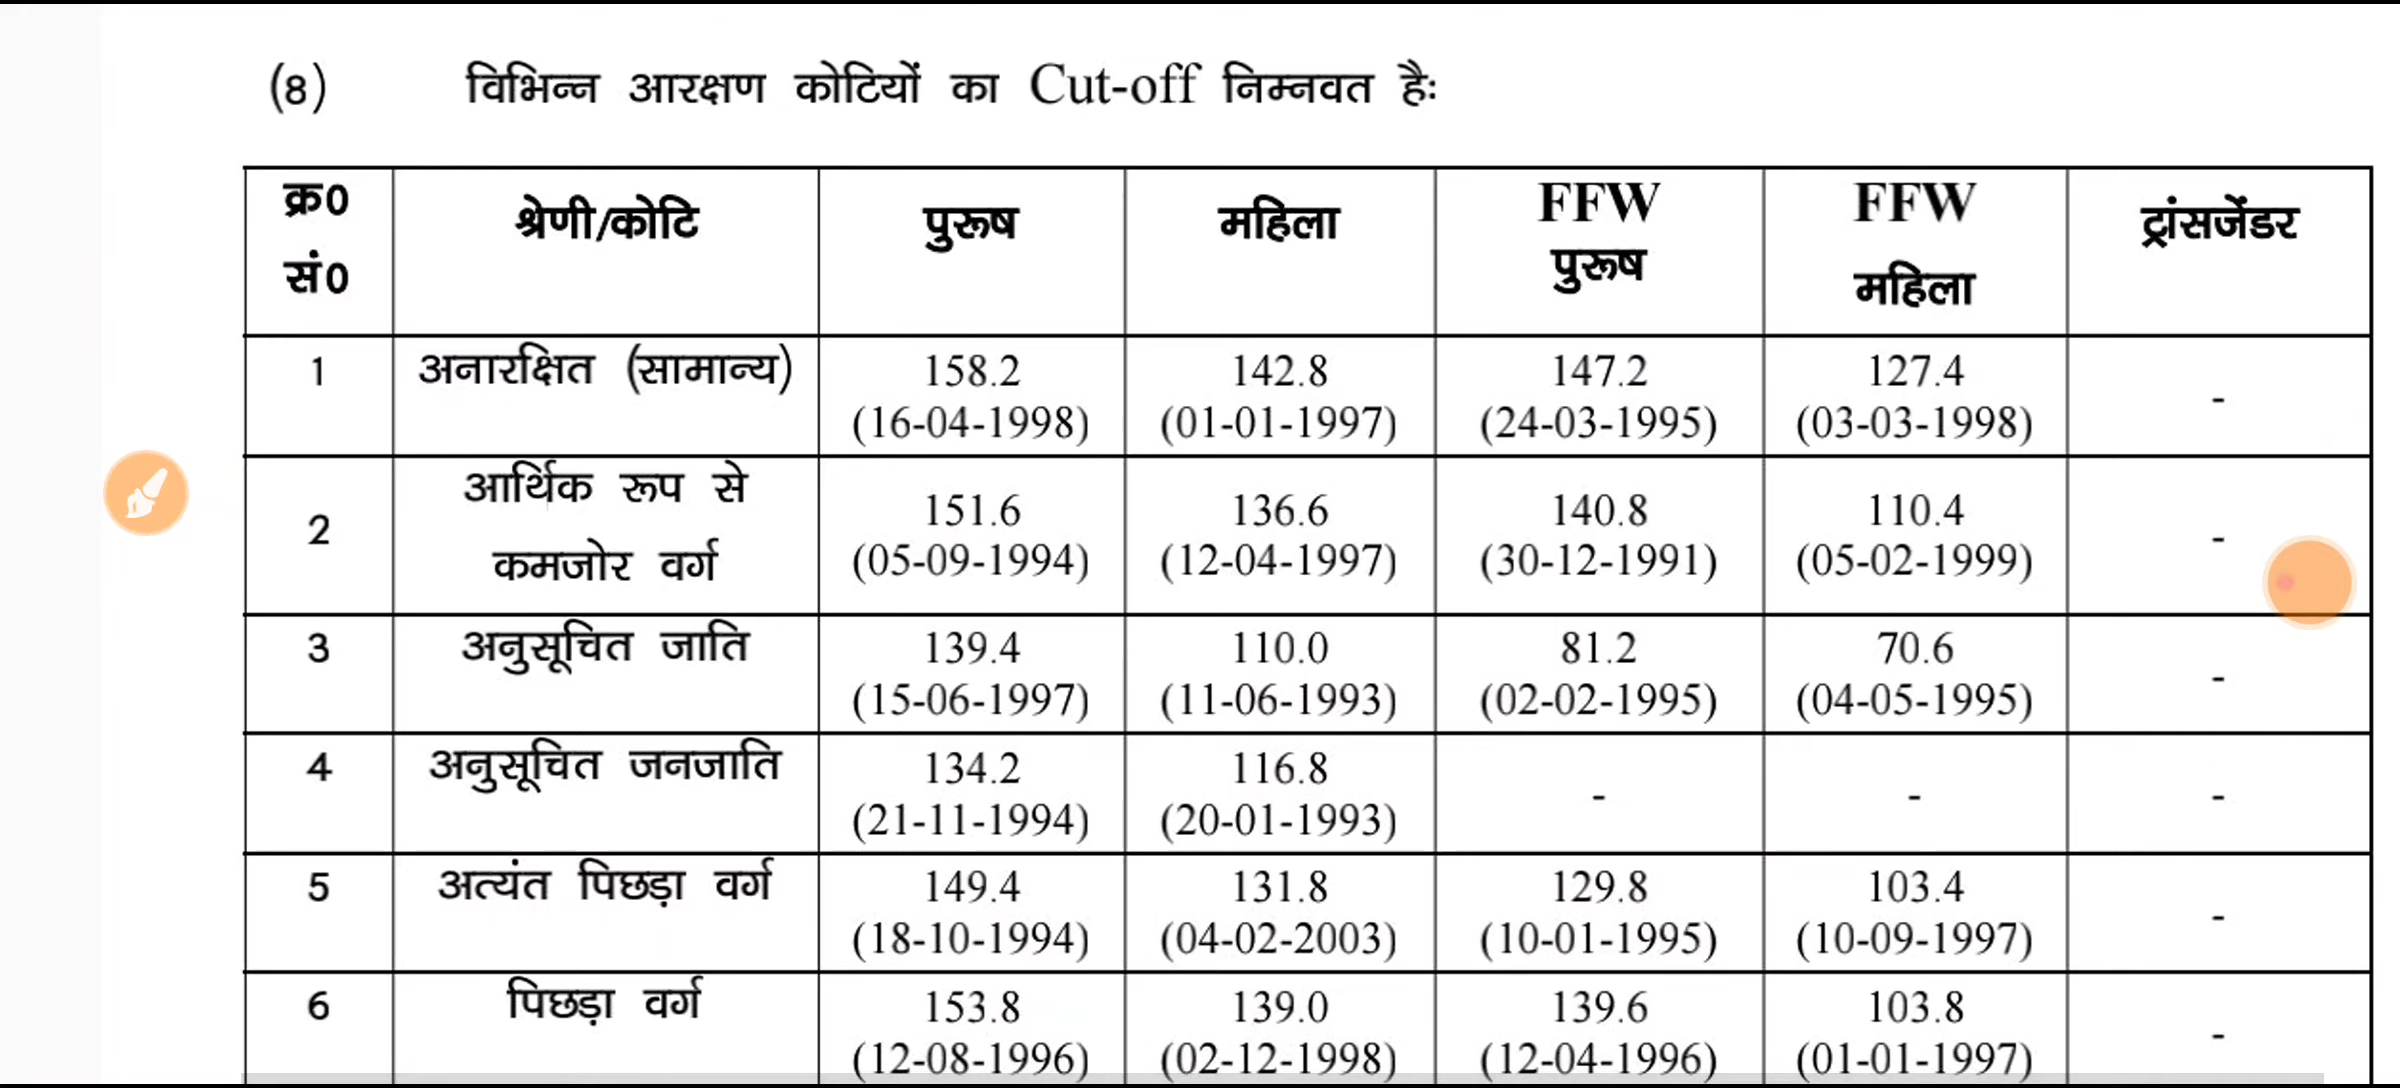 (8) विभिन्न आरक्षण कोटियों का Cut-off निम्नवत हैः
क्र0 सं0 श्रेणी/कोटि पुरूष महिला FFW पुरूष FFW महिला ट्रांसजेंडर
1 अनारक्षित (सामान्य) 158.2 142.8 147.2 127.4 -
(16-04-1998) (01-01-1997) (24-03-1995) (03-03-1998)
2 आर्थिक रूप से कमजोर वर्ग 151.6 136.6 140.8 110.4 -
(05-09-1994) (12-04-1997) (30-12-1991) (05-02-1999)
3 अनुसूचित जाति 139.4 110.0 81.2 70.6 -
(15-06-1997) (11-06-1993) (02-02-1995) (04-05-1995)
4 अनुसूचित जनजाति 134.2 116.8 - - -
(21-11-1994) (20-01-1993)
5 अत्यंत पिछड़ा वर्ग 149.4 131.8 129.8 103.4 -
(18-10-1994) (04-02-2003) (10-01-1995) (10-09-1997)
6 पिछड़ा वर्ग 153.8 139.0 139.6 103.8 -
(12-08-1996) (02-12-1998) (12-04-1996) (01-01-1997)